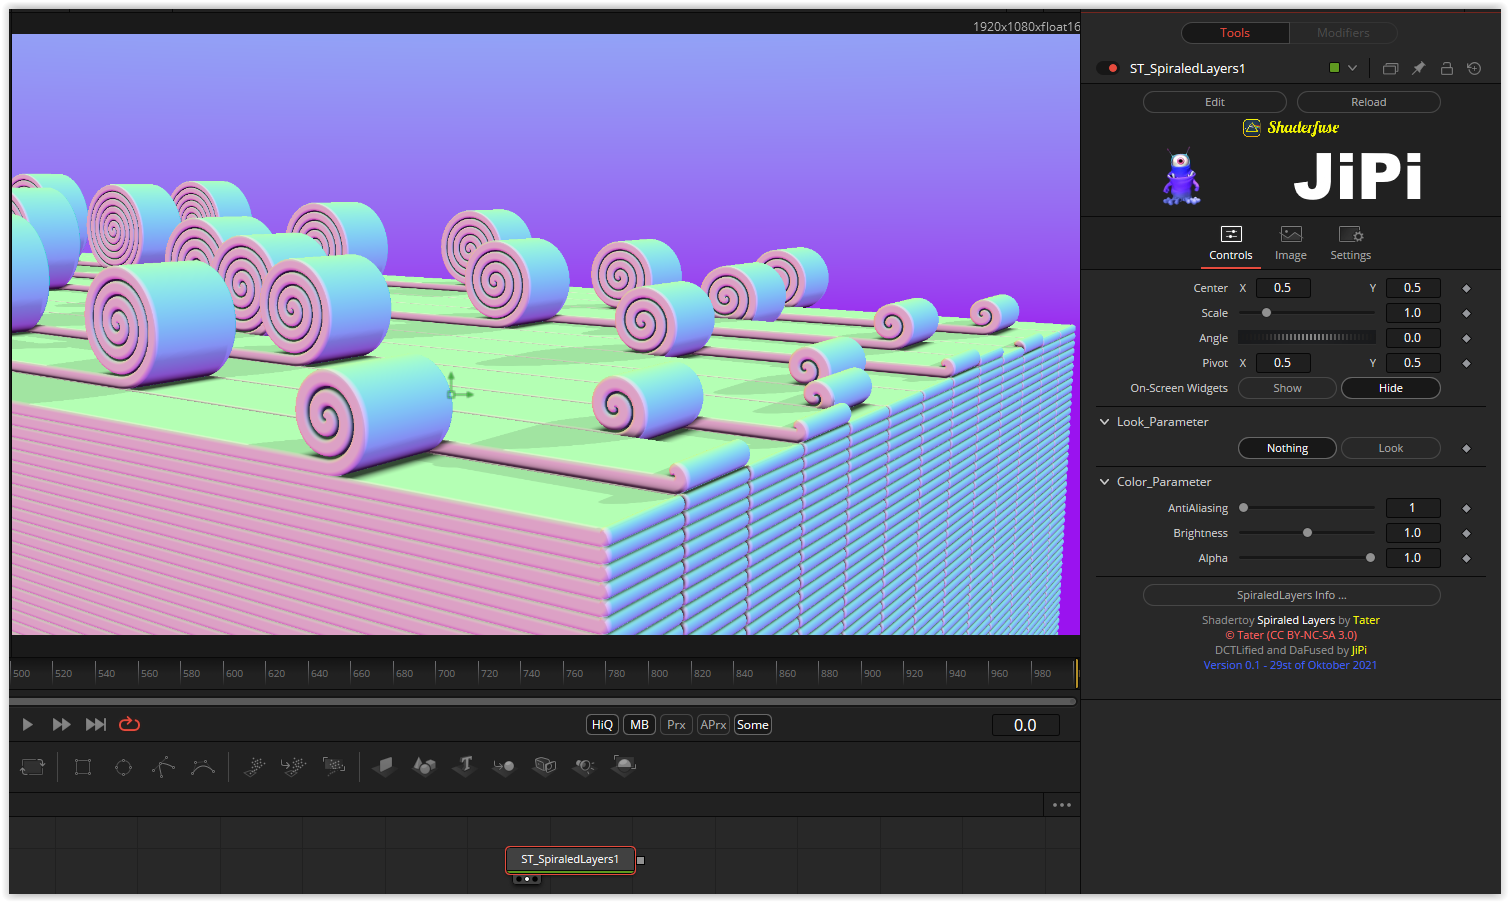 1920x1080xfloat16
Tools
Modifiers
ST_SpiraledLayers1
Edit
Reload
Shaderfuse
JiPi
Controls
Image
Settings
Center X 0.5 Y 0.5
Scale 1.0
Angle 0.0
Pivot X 0.5 Y 0.5
On-Screen Widgets Show Hide
Look_Parameter
Nothing Look
Color_Parameter
AntiAliasing 1
Brightness 1.0
Alpha 1.0
SpiraledLayers Info ...
Shadertoy Spiraled Layers by Tater
© Tater (CC BY-NC-SA 3.0)
DCTLified and DaFused by JiPi
Version 0.1 - 29st of Oktober 2021
500 520 540 560 580 600 620 640 660 680 700 720 740 760 780 800 820 840 860 880 900 920 940 960 980
HiQ MB Prx APrx Some
0.0
T
ST_SpiraledLayers1